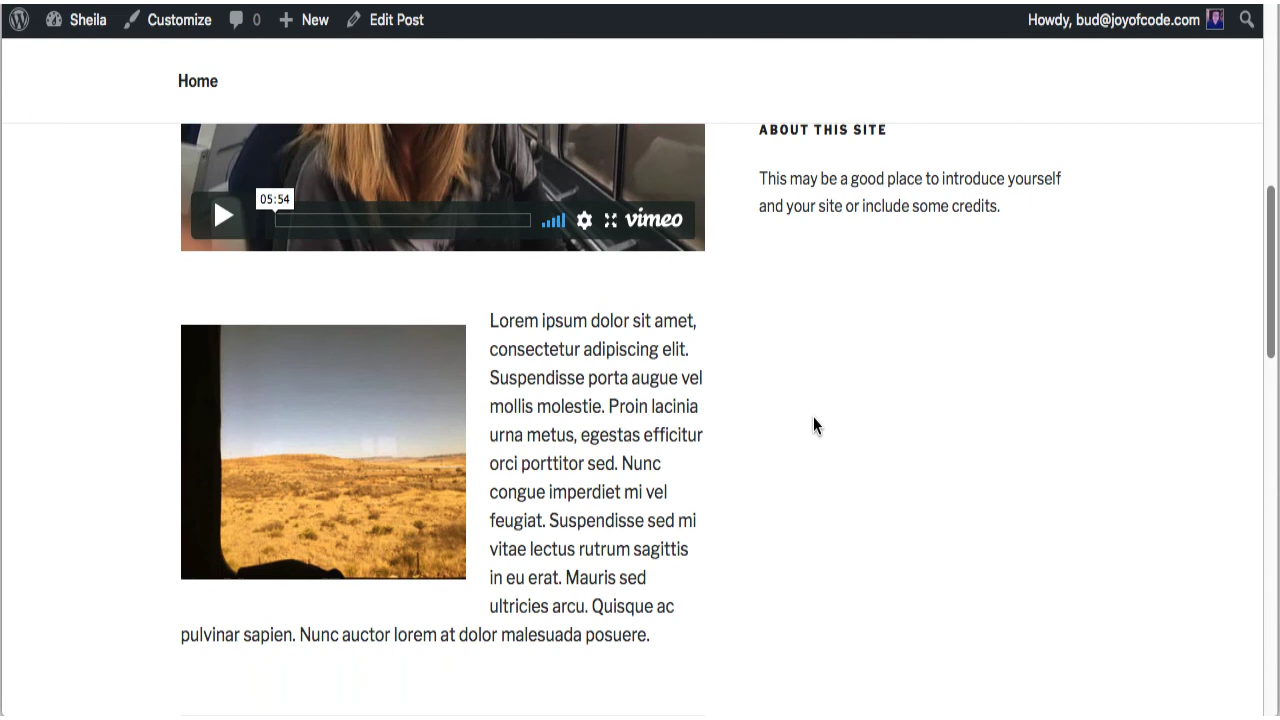 Sheila Customize 0 New Edit Post Howdy, bud@joyofcode.com
Home
ABOUT THIS SITE
This may be a good place to introduce yourself
and your site or include some credits.
05:54
vimeo
Lorem ipsum dolor sit amet,
consectetur adipiscing elit.
Suspendisse porta augue vel
mollis molestie. Proin lacinia
urna metus, egestas efficitur
orci porttitor sed. Nunc
congue imperdiet mi vel
feugiat. Suspendisse sed mi
vitae lectus rutrum sagittis
in eu erat. Mauris sed
ultricies arcu. Quisque ac
pulvinar sapien. Nunc auctor lorem at dolor malesuada posuere.